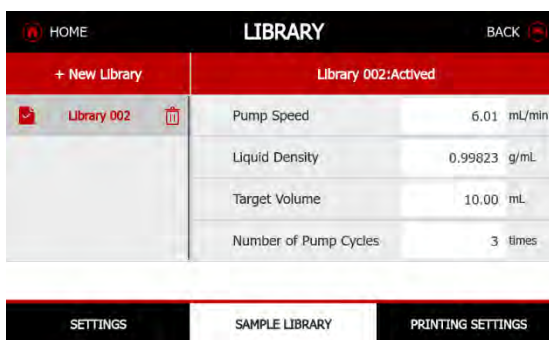 HOME LIBRARY BACK
+ New Library Library 002:Actived
Library 002
Pump Speed 6.01 mL/min
Liquid Density 0.99823 g/mL
Target Volume 10.00 mL
Number of Pump Cycles 3 times
SETTINGS SAMPLE LIBRARY PRINTING SETTINGS